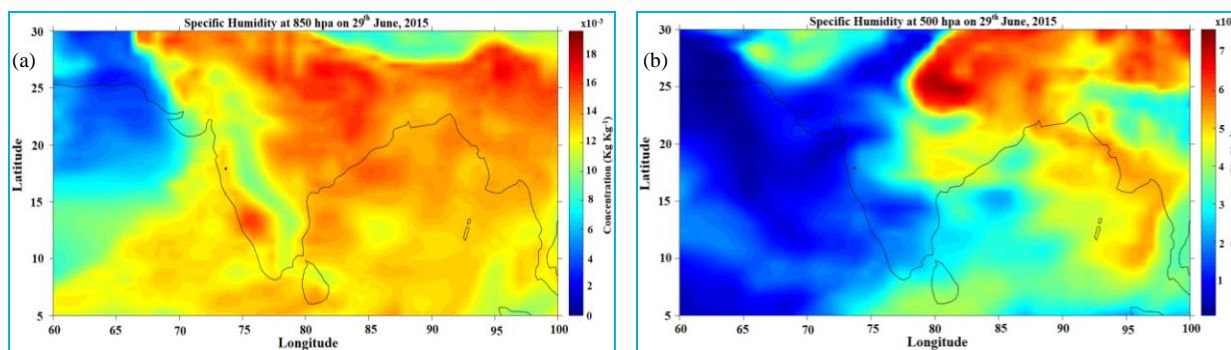 Specific Humidity at 850 hpa on 29th June, 2015
x10-3
(a)
30
25
20
15
10
5
Latitude
60 65 70 75 80 85 90 95 100
Longitude
18
16
14
12
10
8
6
4
2
0
Concentration (Kg Kg-1)
Specific Humidity at 500 hpa on 29th June, 2015
(b)
30
25
20
15
10
5
Latitude
60 65 70 75 80 85 90 95 100
Longitude
7
6
5
4
3
2
1